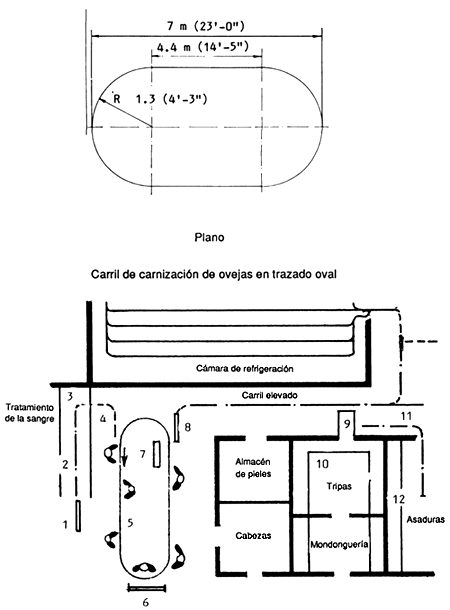 7 m (23'-0")
4.4 m (14'-5")
R 1.3 (4'-3")
Plano
Carril de carnización de ovejas en trazado oval
Cámara de refrigeración
Carril elevado
Tratamiento
de la sangre
3
4
2
1
5
7
8
6
9
11
Almacén
de pieles
10
Tripas
12
Asaduras
Cabezas
Mondonguería